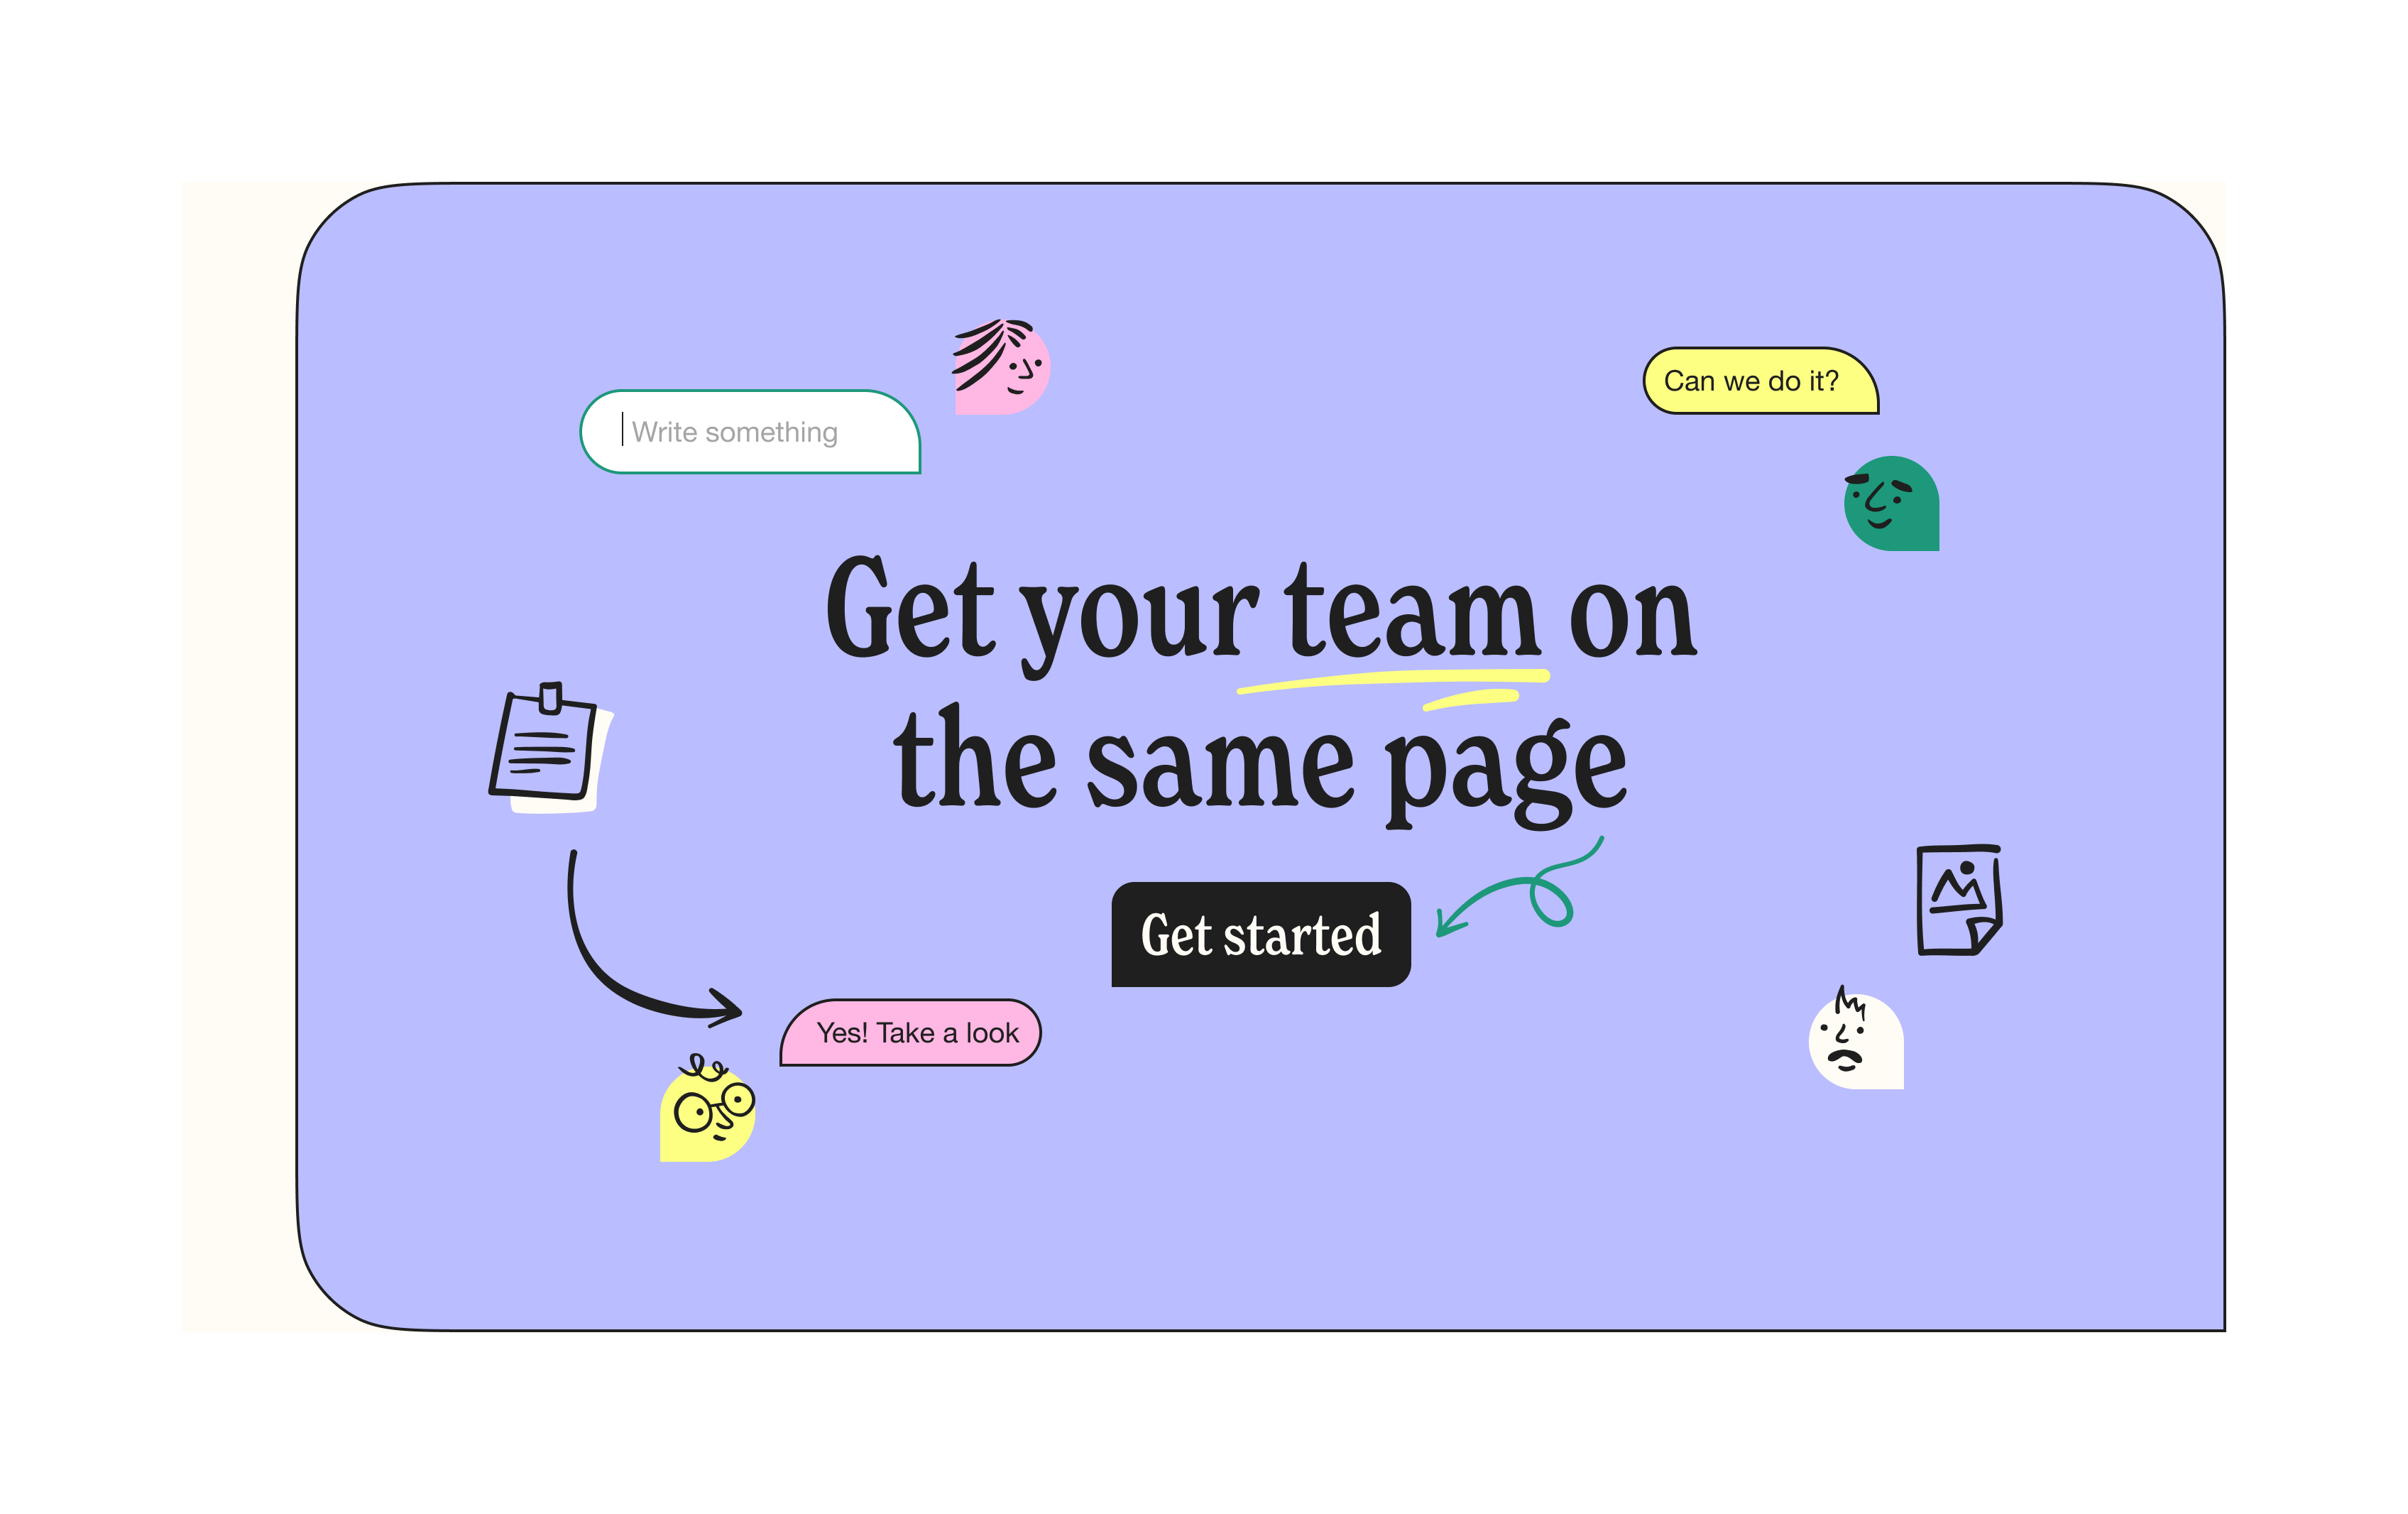 Can we do it?
Write something
Get your team on
the same page
Get started
Yes! Take a look